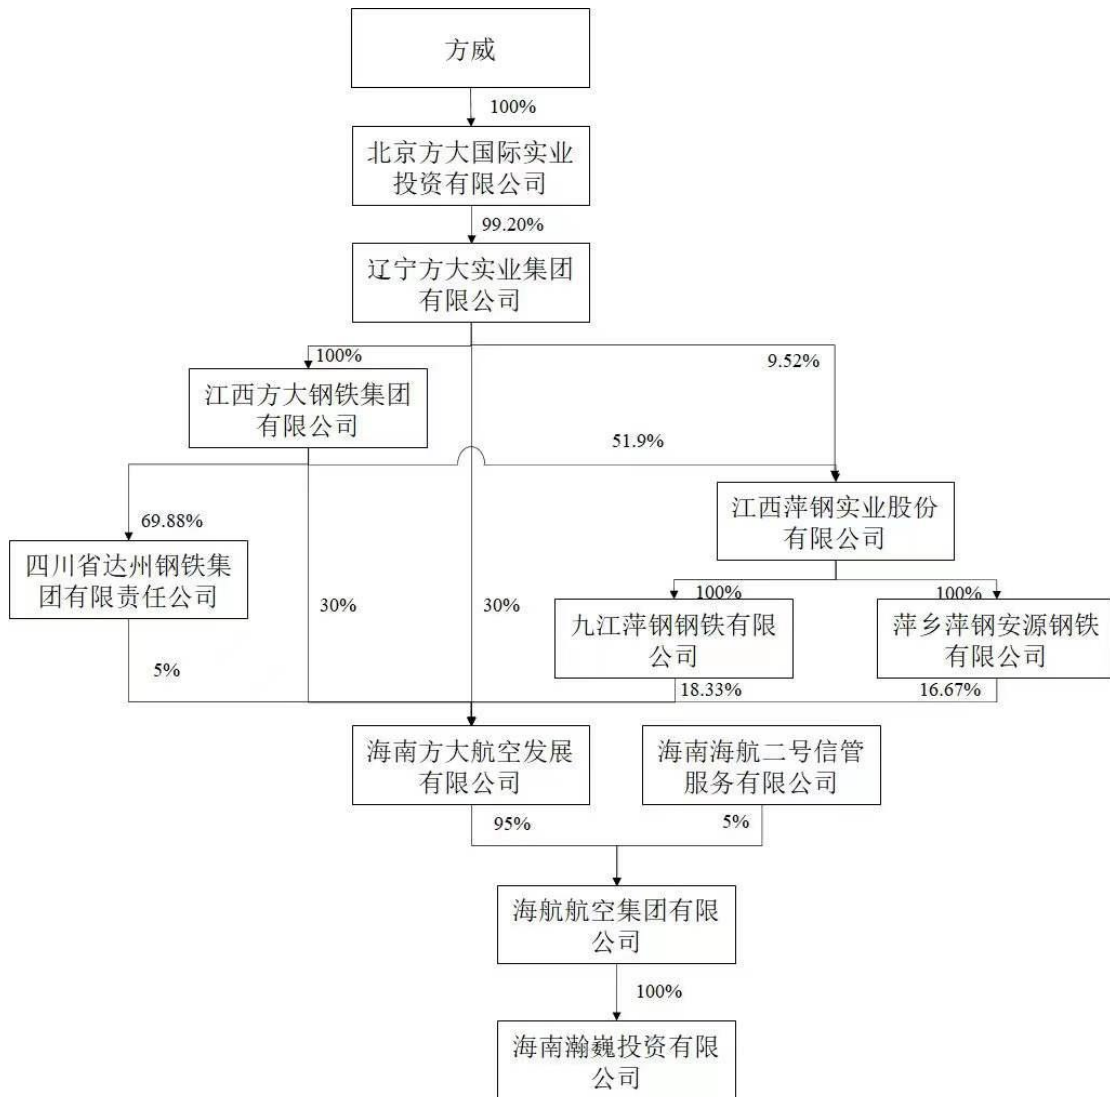 方威
100%
北京方大国际实业
投资有限公司
99.20%
辽宁方大实业集团
有限公司
100%
9.52%
江西方大钢铁集团
有限公司
51.9%
江西萍钢实业股份
有限公司
69.88%
四川省达州钢铁集
团有限责任公司
30%
30%
100%
100%
九江萍钢钢铁有限
公司
萍乡萍钢安源钢铁
有限公司
5%
18.33%
16.67%
海南方大航空发展
有限公司
海南海航二号信管
服务有限公司
95%
5%
海航航空集团有限
公司
100%
海南瀚巍投资有限
公司